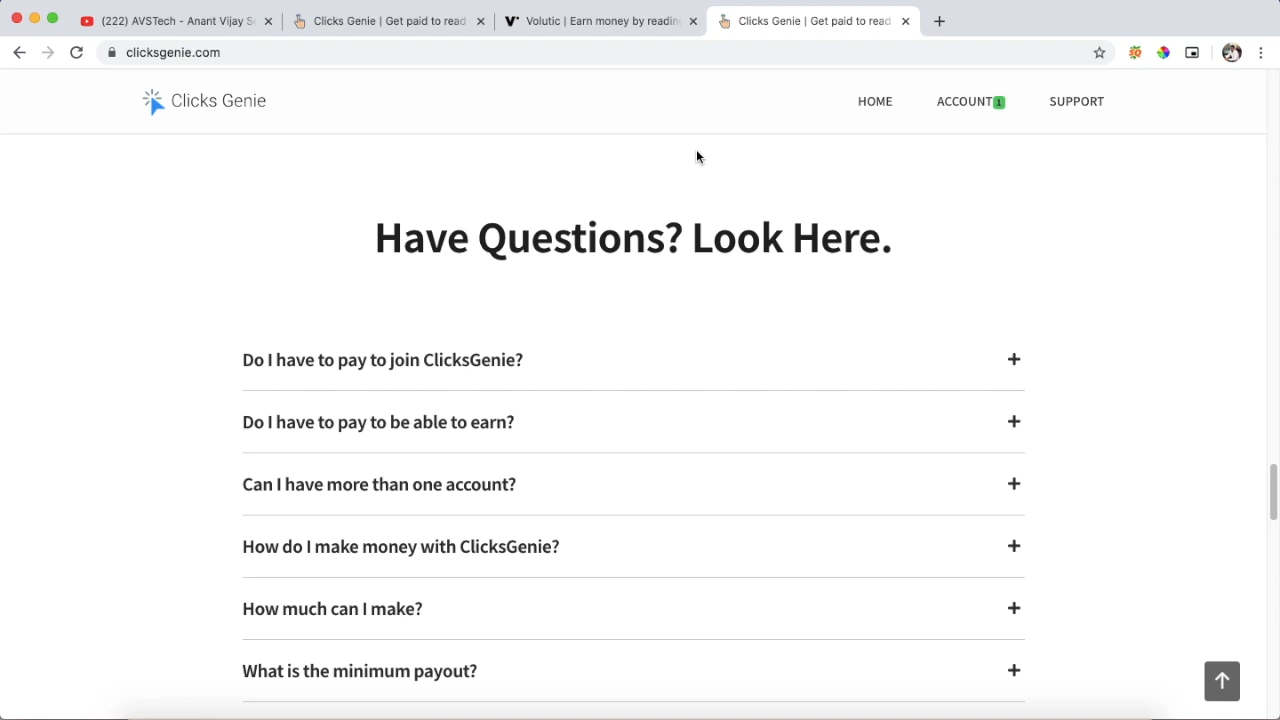 (222) AVSTech - Anant Vijay S
Clicks Genie | Get paid to read
Volutic | Earn money by reading
Clicks Genie | Get paid to read
clicksgenie.com
Clicks Genie
HOME
ACCOUNT 1
SUPPORT
Have Questions? Look Here.
Do I have to pay to join ClicksGenie?
Do I have to pay to be able to earn?
Can I have more than one account?
How do I make money with ClicksGenie?
How much can I make?
What is the minimum payout?